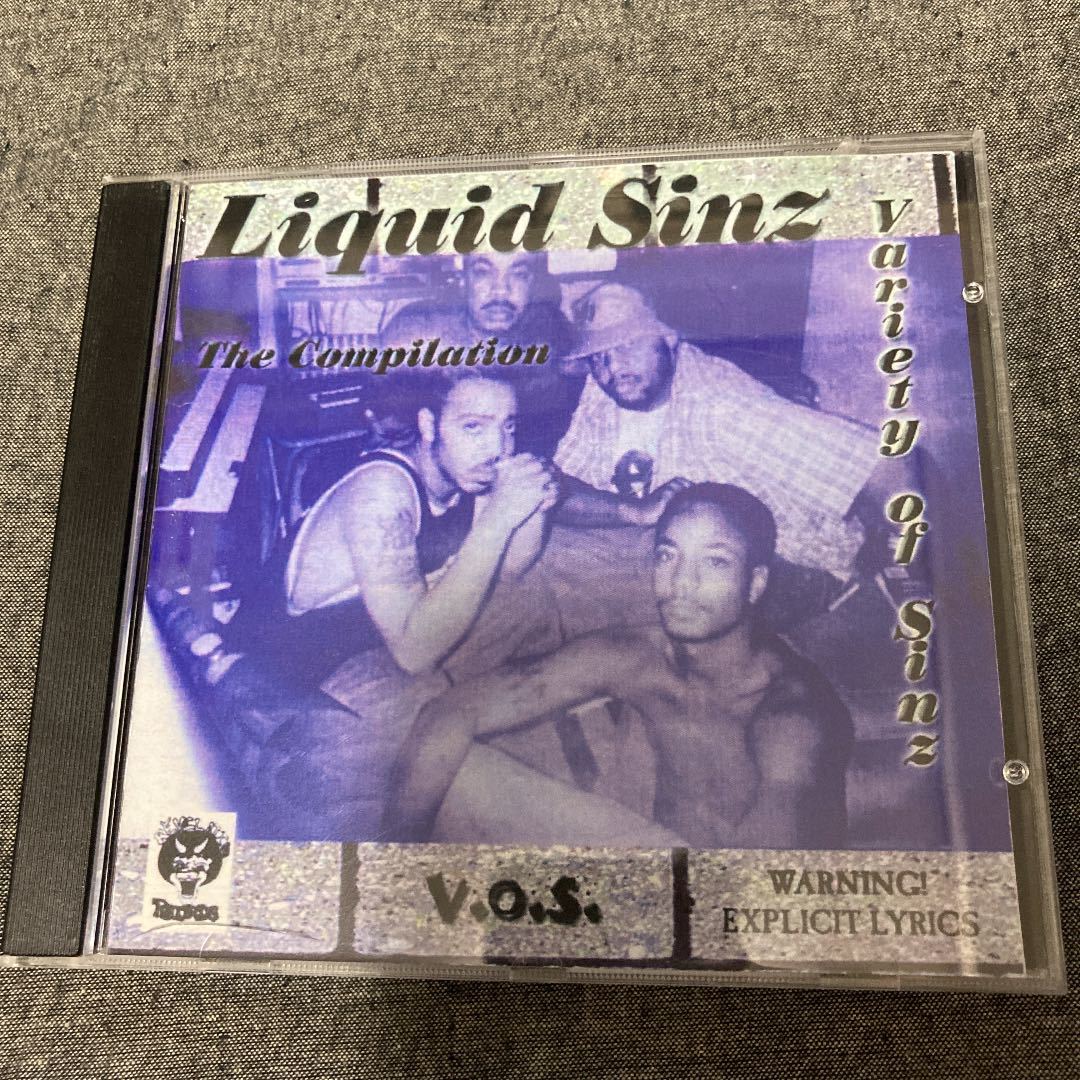 Liquid Sinz
The Compilation
Variety of Sinz
V.O.S.
WARNING!
EXPLICIT LYRICS